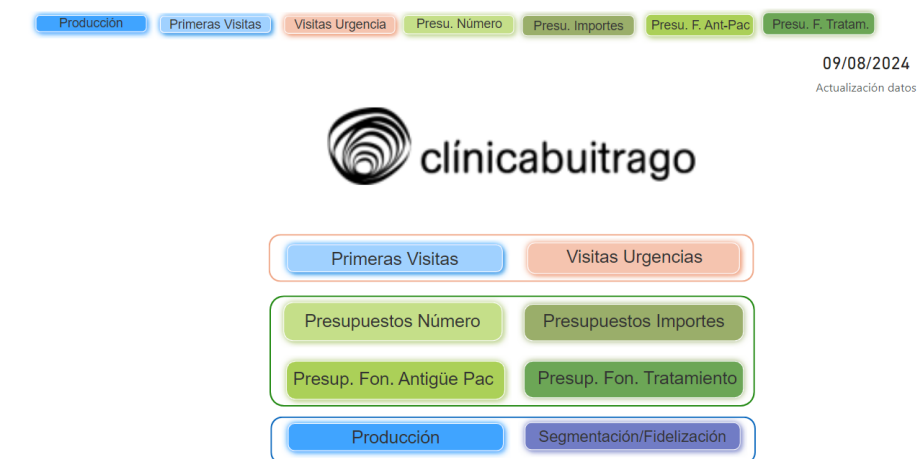 Producción Primeras Visitas Visitas Urgencia Presu. Número Presu. Importes Presu. F. Ant-Pac Presu. F. Tratam.
09/08/2024
Actualización datos
clínicabuitrago
Primeras Visitas Visitas Urgencias
Presupuestos Número Presupuestos Importes
Presup. Fon. Antigüe Pac Presup. Fon. Tratamiento
Producción Segmentación/Fidelización